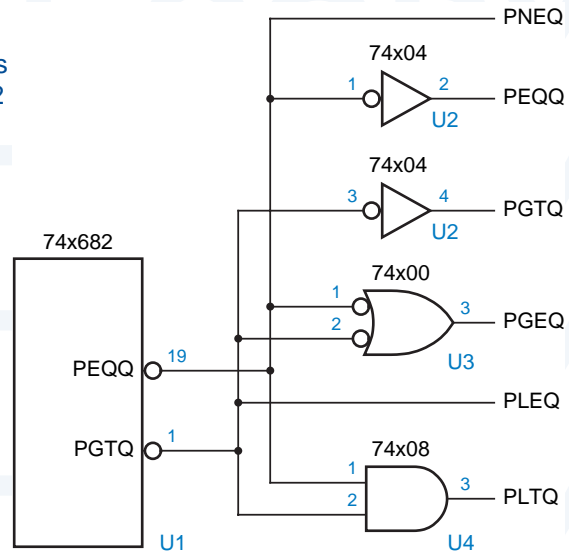 s
2
PNEQ
74x04
1
2
PEQQ
U2
74x04
3
4
PGTQ
U2
74x682
74x00
1
2
3
PGEQ
U3
PEQQ
19
PLEQ
PGTQ
1
74x08
1
2
3
PLTQ
U1
U4